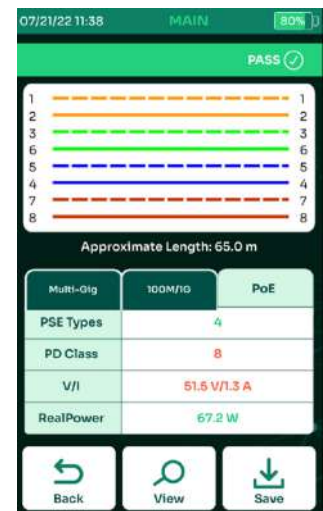 07/21/22 11:38 MAIN 80%
PASS
1 1
2 2
3 3
6 6
5 5
4 4
7 7
8 8
Approximate Length: 65.0 m
Multi-Gig 100M/1G PoE
PSE Types 4
PD Class 8
V/I 51.5 V/1.3 A
RealPower 67.2 W
Back View Save